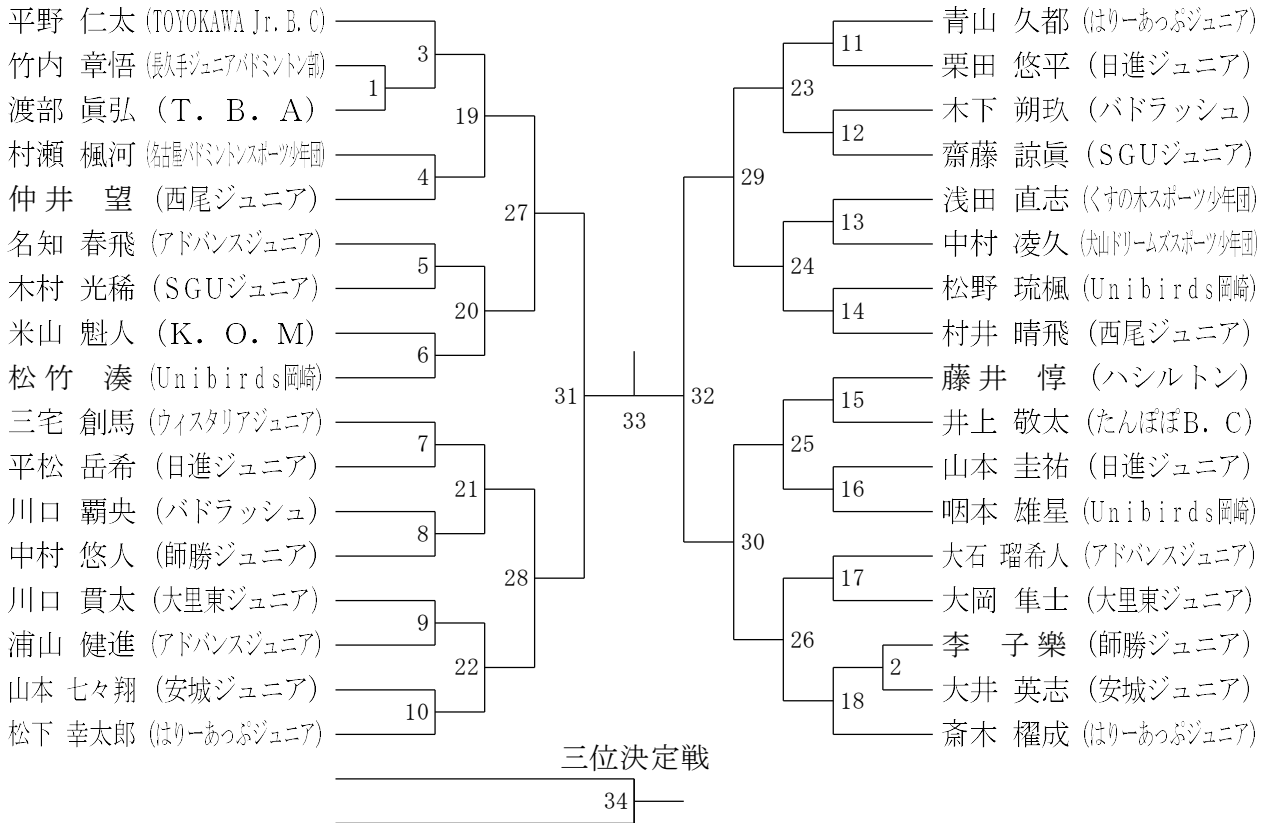 平野 仁太 (TOYOKAWA Jr. B. C)
竹内 章悟 (長久手ジュニアバドミントン部)
渡部 眞弘 (T. B. A)
村瀬 楓河 (名古屋バドミントンスポーツ少年団)
仲井 望 (西尾ジュニア)
名知 春飛 (アドバンスジュニア)
木村 光稀 (SGUジュニア)
米山 魁人 (K. O. M)
松竹 湊 (Unibirds岡崎)
三宅 創馬 (ウィスタリアジュニア)
平松 岳希 (日進ジュニア)
川口 覇央 (バドラッシュ)
中村 悠人 (師勝ジュニア)
川口 貫太 (大里東ジュニア)
浦山 健進 (アドバンスジュニア)
山本 七々翔 (安城ジュニア)
松下 幸太郎 (はりーあっぷジュニア)
1
3
4
5
6
7
8
9
10
19
20
21
22
27
28
31
33
32
29
30
23
24
25
26
11
12
13
14
15
16
17
2
18
青山 久都 (はりーあっぷジュニア)
栗田 悠平 (日進ジュニア)
木下 朔玖 (バドラッシュ)
齋藤 諒眞 (SGUジュニア)
浅田 直志 (くすの木スポーツ少年団)
中村 凌久 (犬山ドリームズスポーツ少年団)
松野 琉楓 (Unibirds岡崎)
村井 晴飛 (西尾ジュニア)
藤井 惇 (ハシルトン)
井上 敬太 (たんぽぽB. C)
山本 圭祐 (日進ジュニア)
咽本 雄星 (Unibirds岡崎)
大石 瑠希人 (アドバンスジュニア)
大岡 隼士 (大里東ジュニア)
李 子樂 (師勝ジュニア)
大井 英志 (安城ジュニア)
斎木 櫂成 (はりーあっぷジュニア)
三位決定戦
34